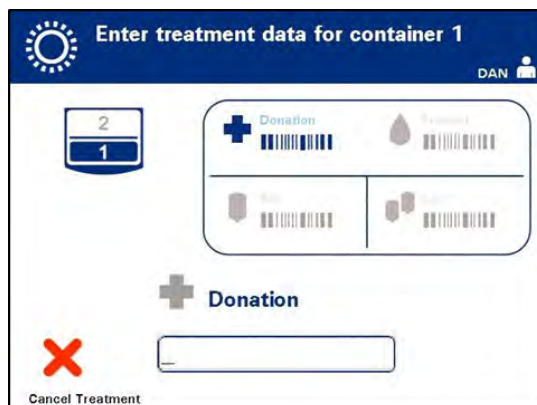 Enter treatment data for container 1
DAN
2
1
Donation
Donation
_
Cancel Treatment